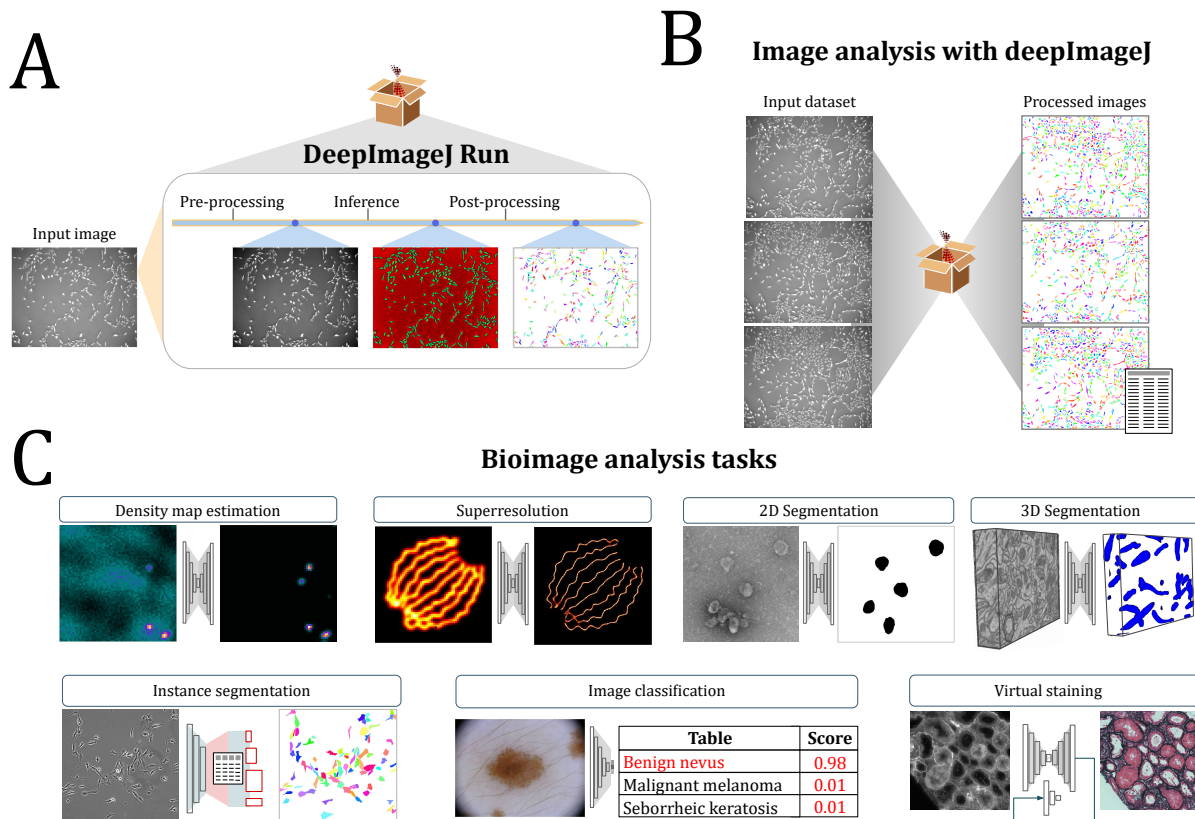 A
DeepImageJ Run
Pre-processing
Inference
Post-processing
Input image
B
Image analysis with deepImageJ
Input dataset
Processed images
C
Bioimage analysis tasks
Density map estimation
Superresolution
2D Segmentation
3D Segmentation
Instance segmentation
Image classification
Table Score
Benign nevus 0.98
Malignant melanoma 0.01
Seborrheic keratosis 0.01
Virtual staining